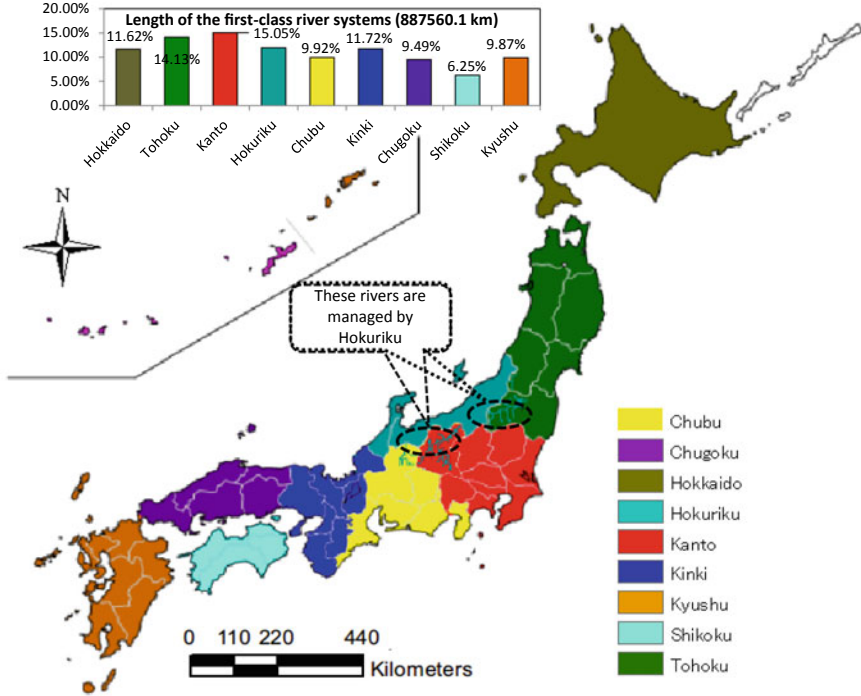 Length of the first-class river systems (887560.1 km)
20.00%
15.00%
10.00%
5.00%
0.00%
11.62%
14.13%
15.05%
9.92%
11.72%
9.49%
6.25%
9.87%
Hokkaido
Tohoku
Kanto
Hokuriku
Chubu
Kinki
Chugoku
Shikoku
Kyushu
N
These rivers are
managed by
Hokuriku
Chubu
Chugoku
Hokkaido
Hokuriku
Kanto
Kinki
Kyushu
Shikoku
Tohoku
0 110 220 440
Kilometers